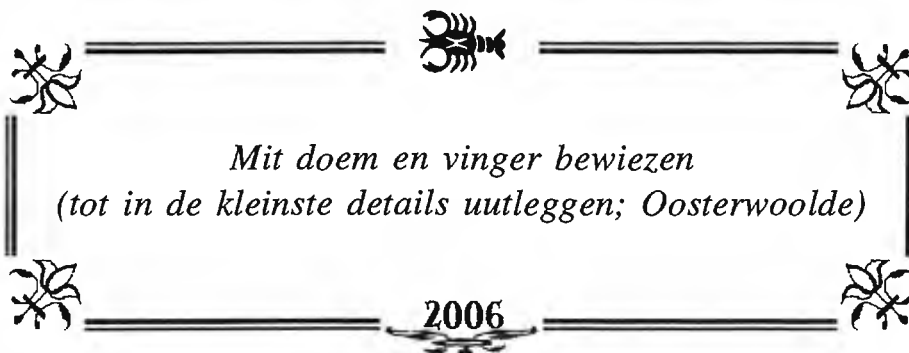 Mit doem en vinger bewiezen
(tot in de kleinste details uutleggen; Oosterwoolde)
2006